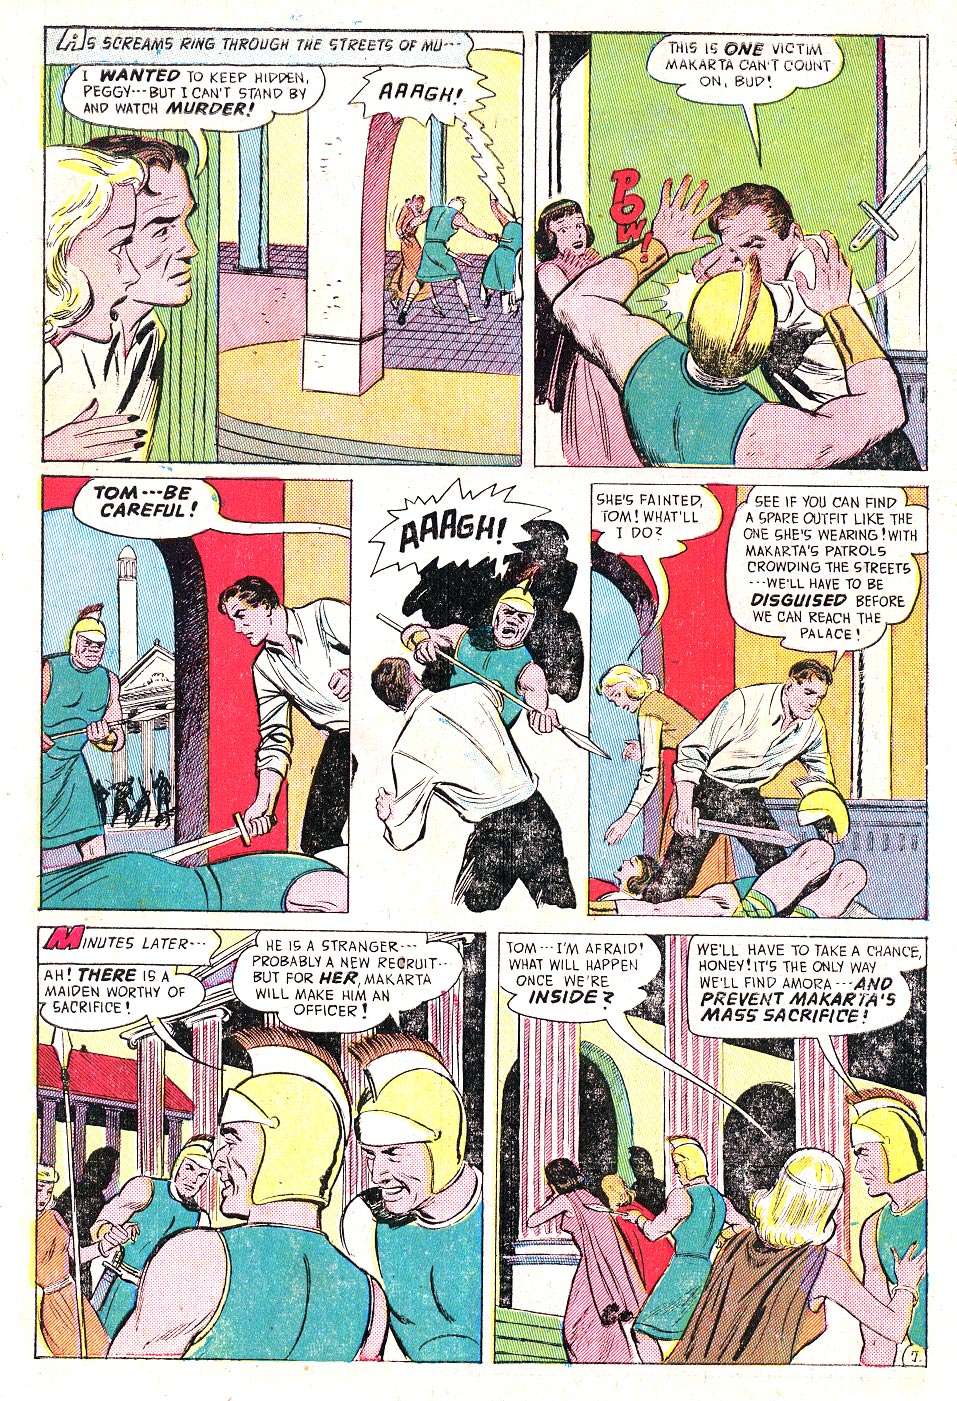 AS SCREAMS RING THROUGH THE STREETS OF MU---
I WANTED TO KEEP HIDDEN,
PEGGY---BUT I CAN'T STAND BY
AND WATCH MURDER!
AAAGH!
THIS IS ONE VICTIM
MAKARTA CAN'T COUNT
ON, BUD!
POW!
TOM---BE
CAREFUL!
AAAGH!
SHE'S FAINTED,
TOM! WHAT'LL
I DO?
SEE IF YOU CAN FIND
A SPARE OUTFIT LIKE THE
ONE SHE'S WEARING! WITH
MAKARTA'S PATROLS
CROWDING THE STREETS
---WE'LL HAVE TO BE
DISGUISED BEFORE
WE CAN REACH THE
PALACE!
MINUTES LATER---
AH! THERE IS A
MAIDEN WORTHY OF
SACRIFICE!
HE IS A STRANGER---
PROBABLY A NEW RECRUIT--
BUT FOR HER, MAKARTA
WILL MAKE HIM AN
OFFICER!
TOM---I'M AFRAID!
WHAT WILL HAPPEN
ONCE WE'RE
INSIDE?
WE'LL HAVE TO TAKE A CHANCE,
HONEY! IT'S THE ONLY WAY
WE'LL FIND AMORA---AND
PREVENT MAKARTA'S
MASS SACRIFICE!
7